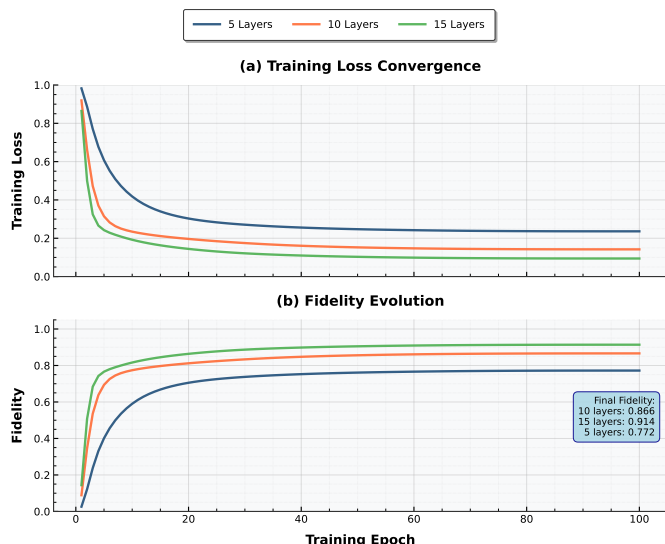 5 Layers 10 Layers 15 Layers
(a) Training Loss Convergence
Training Loss
1.0
0.8
0.6
0.4
0.2
0.0
(b) Fidelity Evolution
Fidelity
1.0
0.8
0.6
0.4
0.2
0.0
Final Fidelity:
10 layers: 0.866
15 layers: 0.914
5 layers: 0.772
0 20 40 60 80 100
Training Epoch